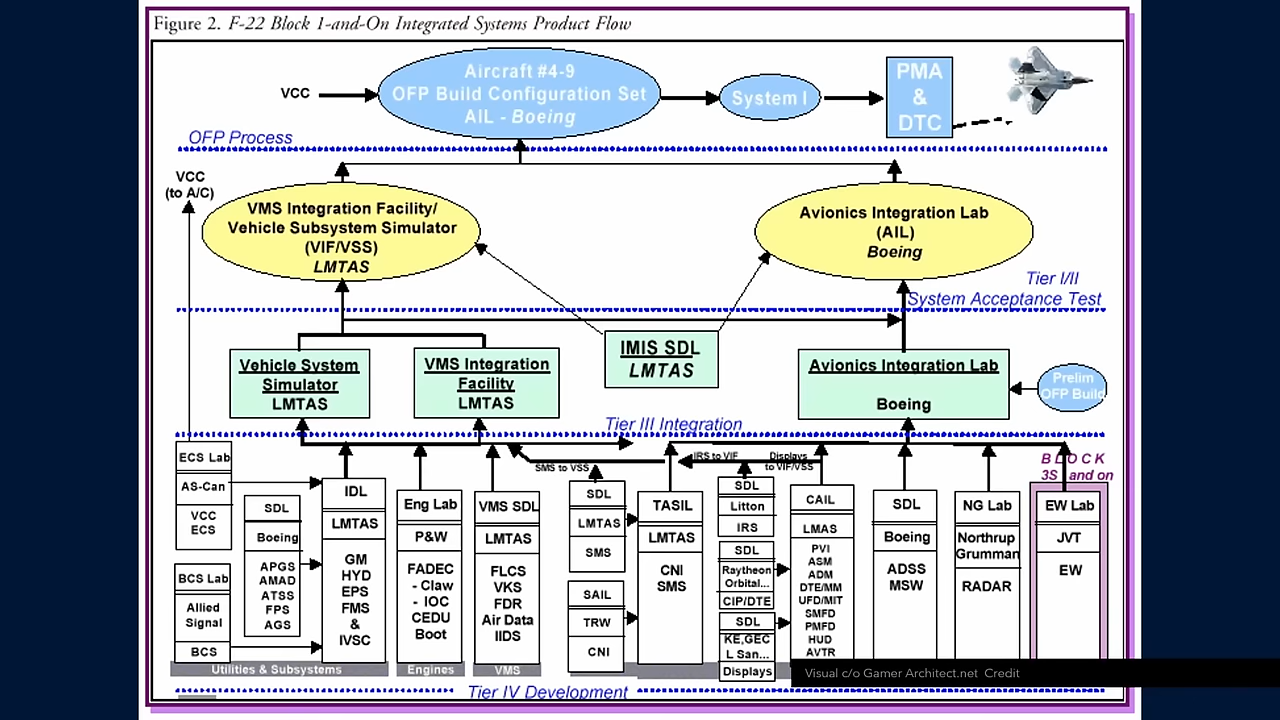 Figure 2. F-22 Block 1-and-On Integrated Systems Product Flow
VCC
Aircraft #4-9
OFP Build Configuration Set
AIL - Boeing
System I
PMA
&
DTC
OFP Process
VCC
(to A/C)
VMS Integration Facility/
Vehicle Subsystem Simulator
(VIF/VSS)
LMTAS
Avionics Integration Lab
(AIL)
Boeing
Tier I/II
System Acceptance Test
Vehicle System
Simulator
LMTAS
VMS Integration
Facility
LMTAS
IMIS SDL
LMTAS
Avionics Integration Lab
Boeing
Prelim
OFP Build
Tier III Integration
SMS to VSS
IRS to VIF
Displays
to VIF/VSS
BLOCK
3S and on
ECS Lab
AS-Can
VCC
ECS
BCS Lab
Allied
Signal
BCS
SDL
Boeing
APGS
AMAD
ATSS
FPS
AGS
IDL
LMTAS
GM
HYD
EPS
FMS
&
IVSC
Eng Lab
P&W
FADEC
- Claw
- IOC
CEDU
Boot
VMS SDL
LMTAS
FLCS
VKS
FDR
Air Data
IIDS
SDL
LMTAS
SMS
SAIL
TRW
CNI
TASIL
LMTAS
CNI
SMS
SDL
Litton
IRS
SDL
Raytheon
Orbital...
CIP/DTE
SDL
KE,GEC
L San...
Displays
CAIL
LMAS
PVI
ASM
ADM
DTE/MM
UFD/MIT
SMFD
PMFD
HUD
AVTR
SDL
Boeing
ADSS
MSW
NG Lab
Northrup
Grumman
RADAR
EW Lab
JVT
EW
Utilities & Subsystems
Engines
VMS
Visual c/o Gamer Architect.net Credit
Tier IV Development